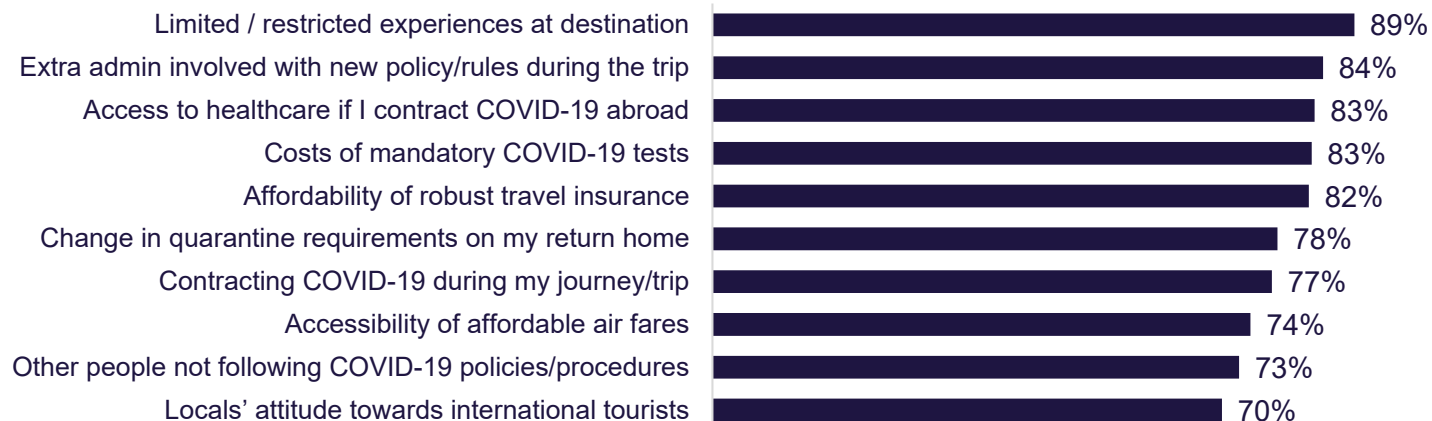 Limited / restricted experiences at destination 89%
Extra admin involved with new policy/rules during the trip 84%
Access to healthcare if I contract COVID-19 abroad 83%
Costs of mandatory COVID-19 tests 83%
Affordability of robust travel insurance 82%
Change in quarantine requirements on my return home 78%
Contracting COVID-19 during my journey/trip 77%
Accessibility of affordable air fares 74%
Other people not following COVID-19 policies/procedures 73%
Locals’ attitude towards international tourists 70%